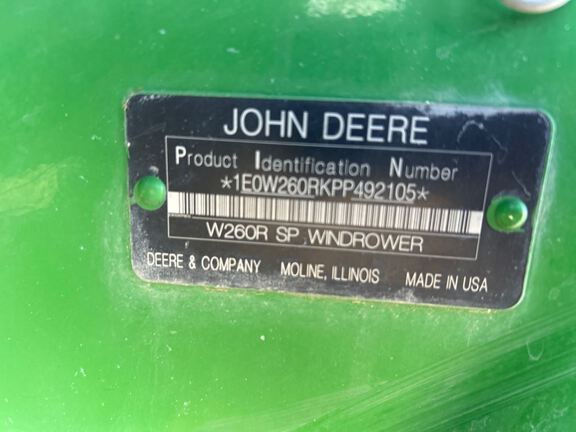 JOHN DEERE
Product Identification Number
*1E0W260RKPP492105*
W260R SP WINDROWER
DEERE & COMPANY MOLINE, ILLINOIS MADE IN USA